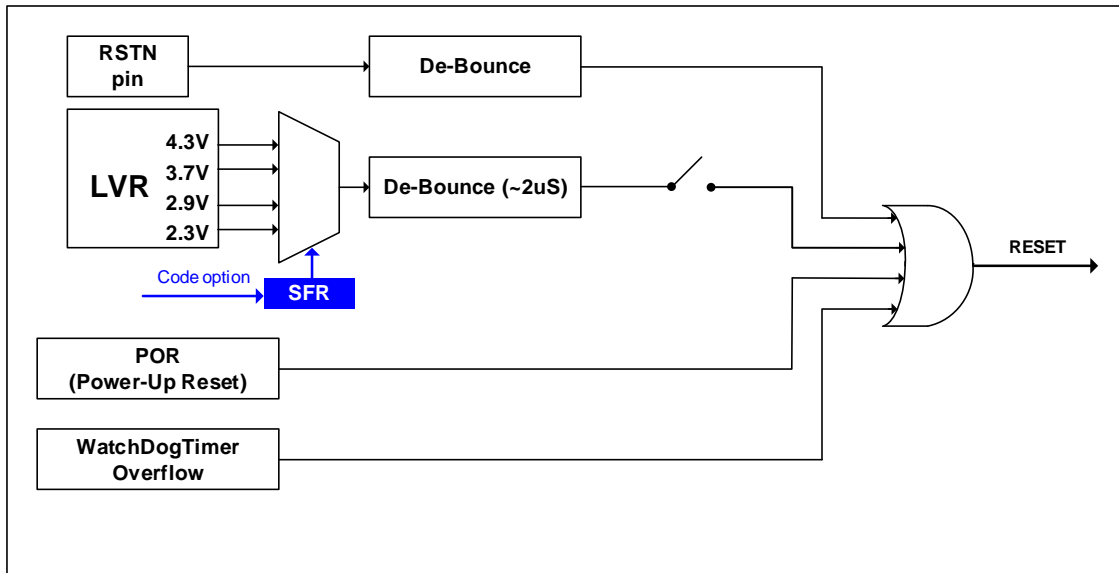 RSTN
pin
De-Bounce
LVR
4.3V
3.7V
2.9V
2.3V
De-Bounce (~2uS)
Code option
SFR
RESET
POR
(Power-Up Reset)
WatchDogTimer
Overflow